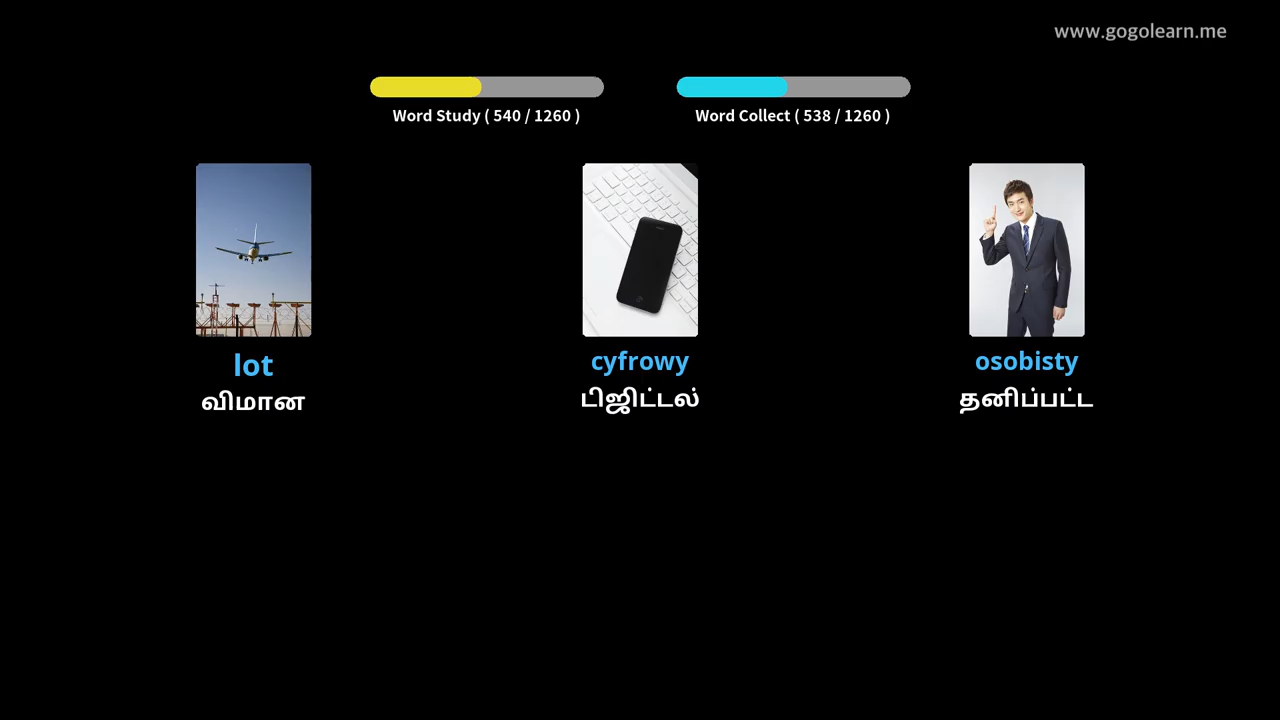 www.gogolearn.me
Word Study ( 540 / 1260 )
Word Collect ( 538 / 1260 )
lot
விமான
cyfrowy
டிஜிட்டல்
osobisty
தனிப்பட்ட